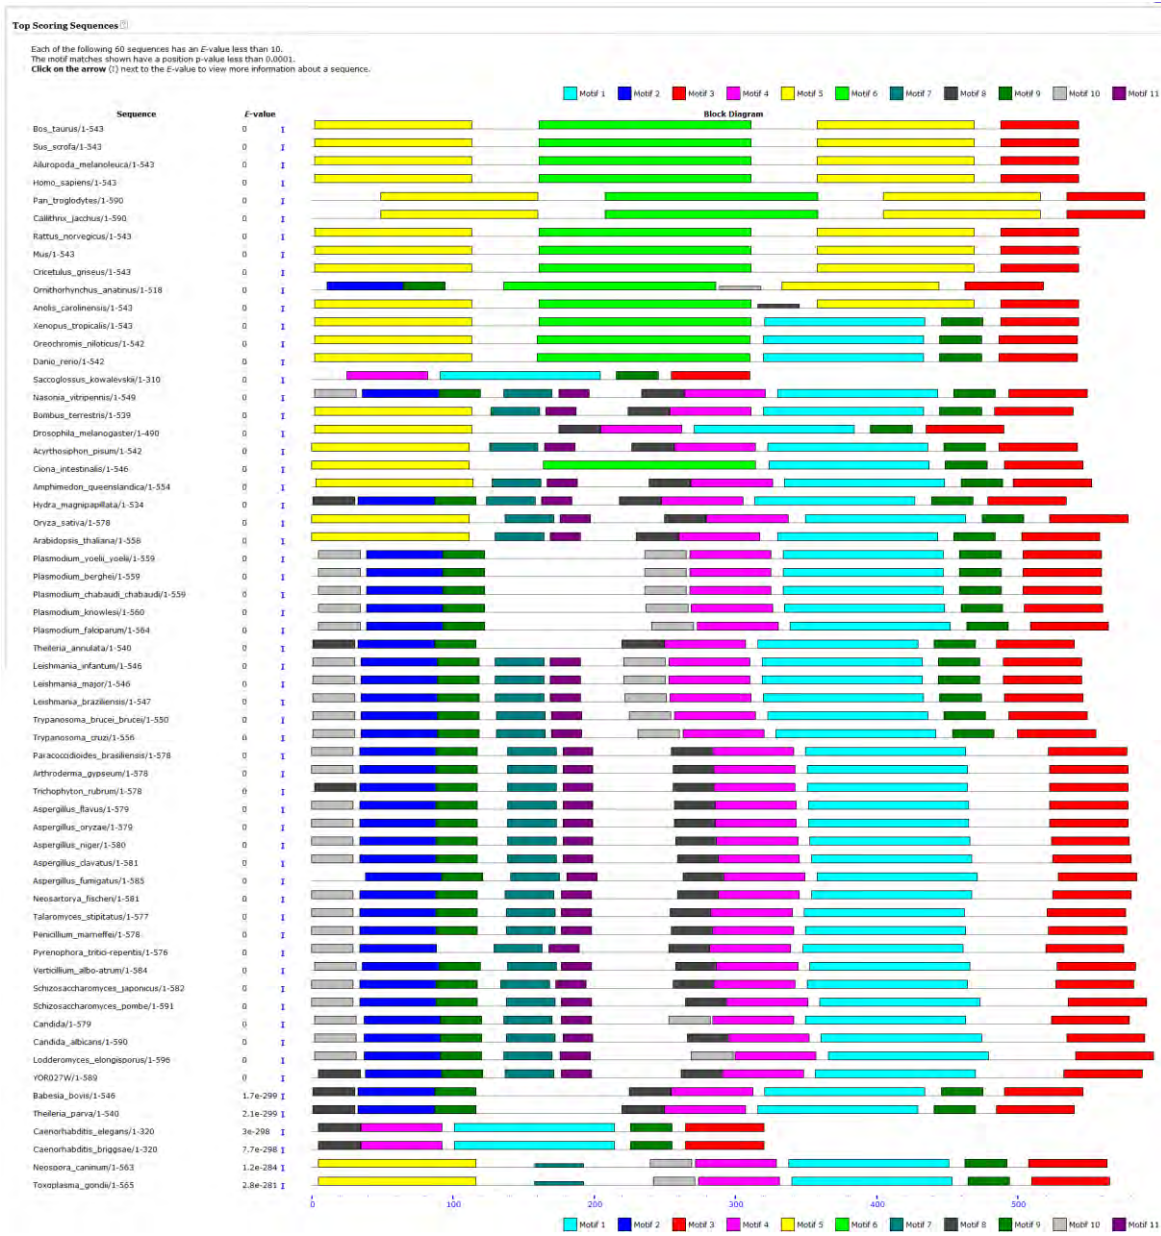 Top Scoring Sequences
Each of the following 60 sequences has an E-value less than 10.
The motif matches shown have a position p-value less than 0.0001.
Click on the arrow (↧) next to the E-value to view more information about a sequence.
Motif 1 Motif 2 Motif 3 Motif 4 Motif 5 Motif 6 Motif 7 Motif 8 Motif 9 Motif 10 Motif 11
Sequence E-value Block Diagram
Bos_taurus/1-543 0
Sus_scrofa/1-543 0
Ailuropoda_melanoleuca/1-543 0
Homo_sapiens/1-543 0
Pan_troglodytes/1-590 0
Callithrix_jacchus/1-590 0
Rattus_norvegicus/1-543 0
Mus/1-543 0
Cricetulus_griseus/1-543 0
Ornithorhynchus_anatinus/1-518 0
Anolis_carolinensis/1-543 0
Xenopus_tropicalis/1-543 0
Oreochromis_niloticus/1-542 0
Danio_rerio/1-542 0
Saccoglossus_kowalevskii/1-310 0
Nasonia_vitripennis/1-549 0
Bombus_terrestris/1-539 0
Drosophila_melanogaster/1-490 0
Acyrthosiphon_pisum/1-542 0
Ciona_intestinalis/1-546 0
Amphimedon_queenslandica/1-554 0
Hydra_magnipapillata/1-534 0
Oryza_sativa/1-578 0
Arabidopsis_thaliana/1-558 0
Plasmodium_yoelii_yoelii/1-559 0
Plasmodium_berghei/1-559 0
Plasmodium_chabaudi_chabaudi/1-559 0
Plasmodium_knowlesi/1-560 0
Plasmodium_falciparum/1-564 0
Theileria_annulata/1-540 0
Leishmania_infantum/1-546 0
Leishmania_major/1-546 0
Leishmania_braziliensis/1-547 0
Trypanosoma_brucei_brucei/1-550 0
Trypanosoma_cruzi/1-556 0
Paracoccidioides_brasiliensis/1-578 0
Arthroderma_gypseum/1-578 0
Trichophyton_rubrum/1-578 0
Aspergillus_flavus/1-579 0
Aspergillus_oryzae/1-579 0
Aspergillus_niger/1-580 0
Aspergillus_clavatus/1-581 0
Aspergillus_fumigatus/1-585 0
Neosartorya_fischeri/1-581 0
Talaromyces_stipitatus/1-577 0
Penicillium_marneffei/1-578 0
Pyrenophora_tritici-repentis/1-576 0
Verticillium_albo-atrum/1-584 0
Schizosaccharomyces_japonicus/1-582 0
Schizosaccharomyces_pombe/1-591 0
Candida/1-579 0
Candida_albicans/1-590 0
Lodderomyces_elongisporus/1-596 0
YOR027W/1-589 0
Babesia_bovis/1-546 1.7e-299
Theileria_parva/1-540 2.1e-299
Caenorhabditis_elegans/1-320 3e-298
Caenorhabditis_briggsae/1-320 7.7e-298
Neospora_caninum/1-563 1.2e-284
Toxoplasma_gondii/1-565 2.8e-281
0 200 300 400 500
Motif 1 Motif 2 Motif 3 Motif 4 Motif 5 Motif 6 Motif 7 Motif 8 Motif 9 Motif 10 Motif 11